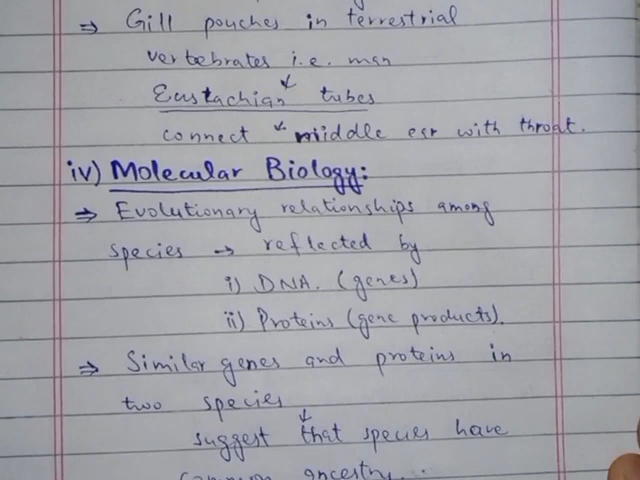 ⇒ Gill pouches in terrestrial
vertebrates i.e. man
↓
Eustachian tubes
connect ↙ middle ear with throat.
iv) Molecular Biology:
⇒ Evolutionary relationships among
species → reflected by
i) DNA. (genes)
ii) Proteins (gene products).
⇒ Similar genes and proteins in
two species
↓
suggest that species have
common ancestry...